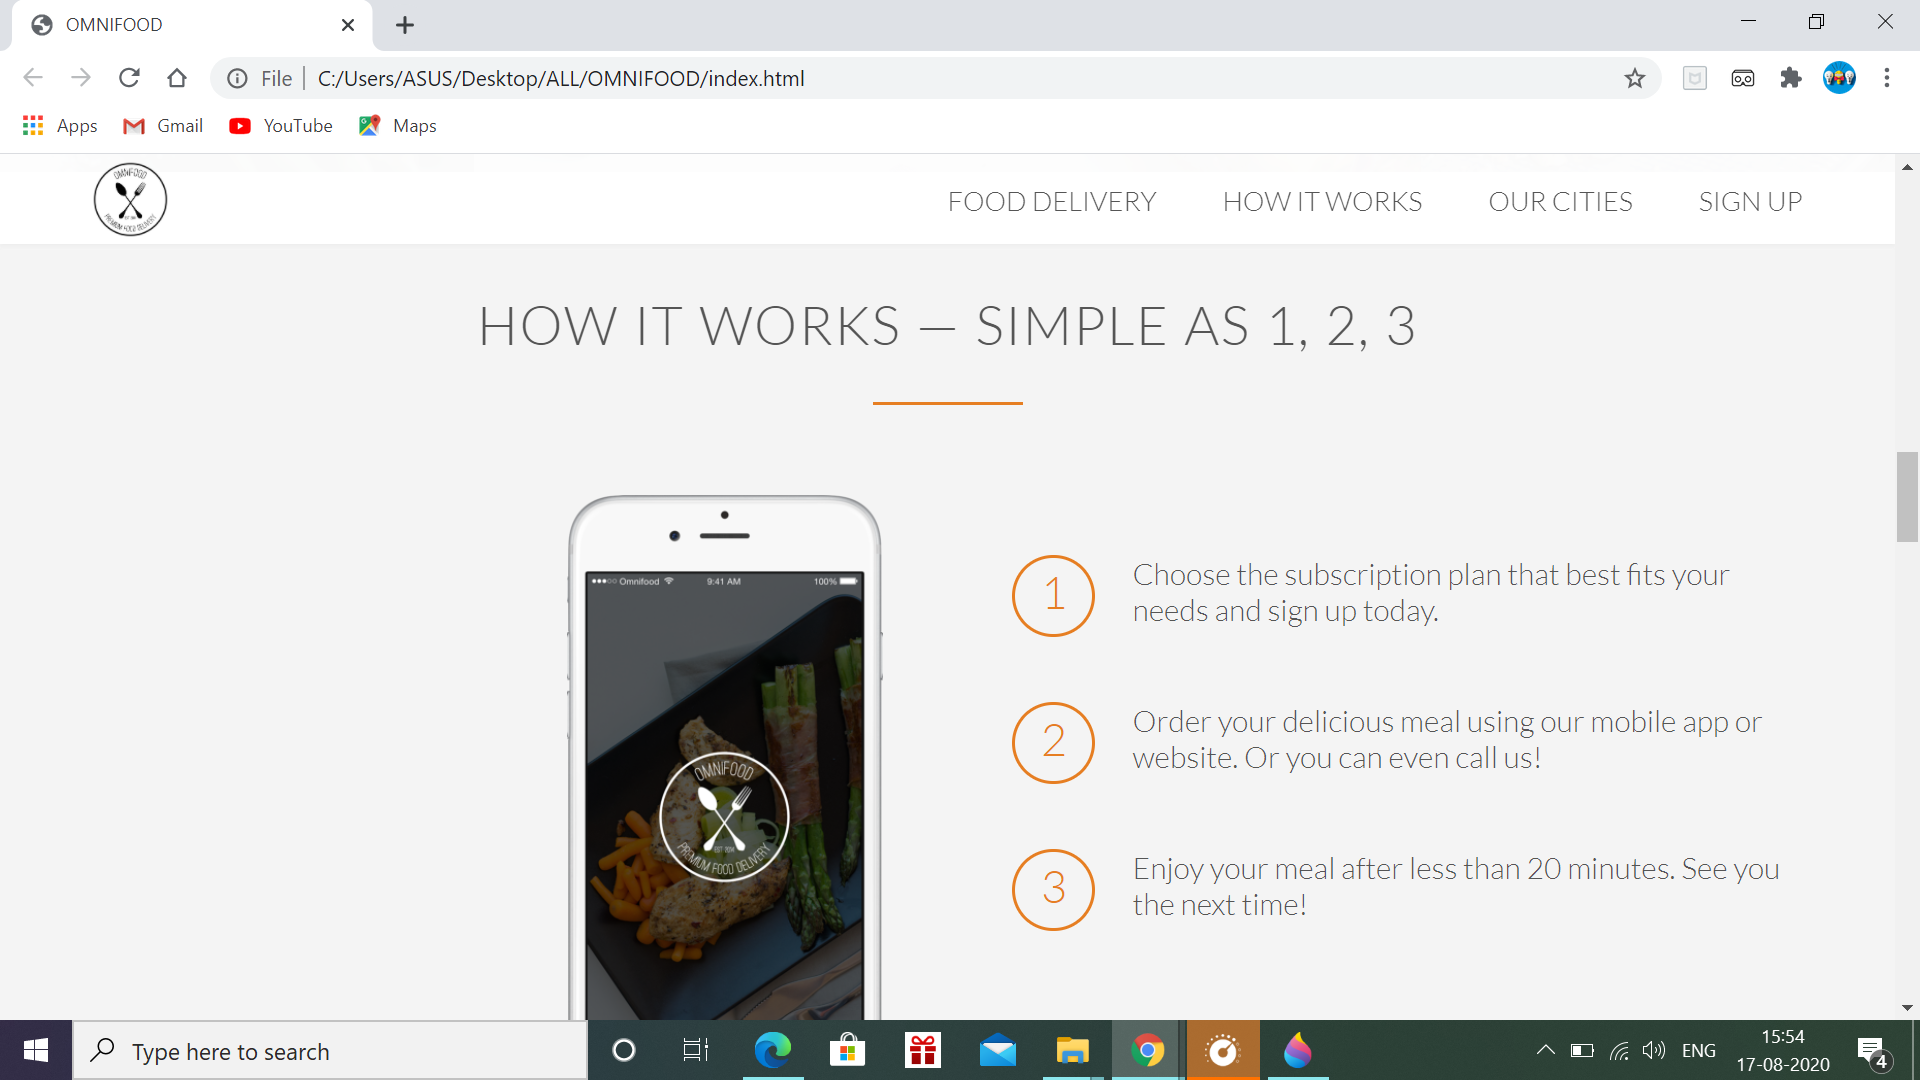 OMNIFOOD
File
C:/Users/ASUS/Desktop/ALL/OMNIFOOD/index.html
Apps
Gmail
YouTube
Maps
OMNIFOOD
PREMIUM FOOD DELIVERY
FOOD DELIVERY
HOW IT WORKS
OUR CITIES
SIGN UP
HOW IT WORKS — SIMPLE AS 1, 2, 3
Omnifood
9:41 AM
100%
OMNIFOOD
EST 2014
PREMIUM FOOD DELIVERY
1
Choose the subscription plan that best fits your
needs and sign up today.
2
Order your delicious meal using our mobile app or
website. Or you can even call us!
3
Enjoy your meal after less than 20 minutes. See you
the next time!
Type here to search
ENG
15:54
17-08-2020
4